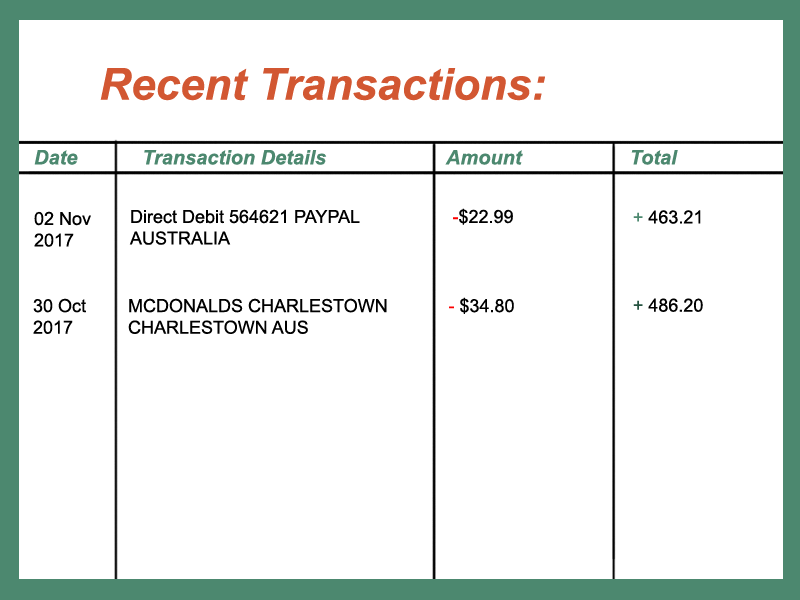 Recent Transactions:
Date Transaction Details Amount Total
02 Nov 2017 Direct Debit 564621 PAYPAL AUSTRALIA -$22.99 + 463.21
30 Oct 2017 MCDONALDS CHARLESTOWN CHARLESTOWN AUS - $34.80 + 486.20